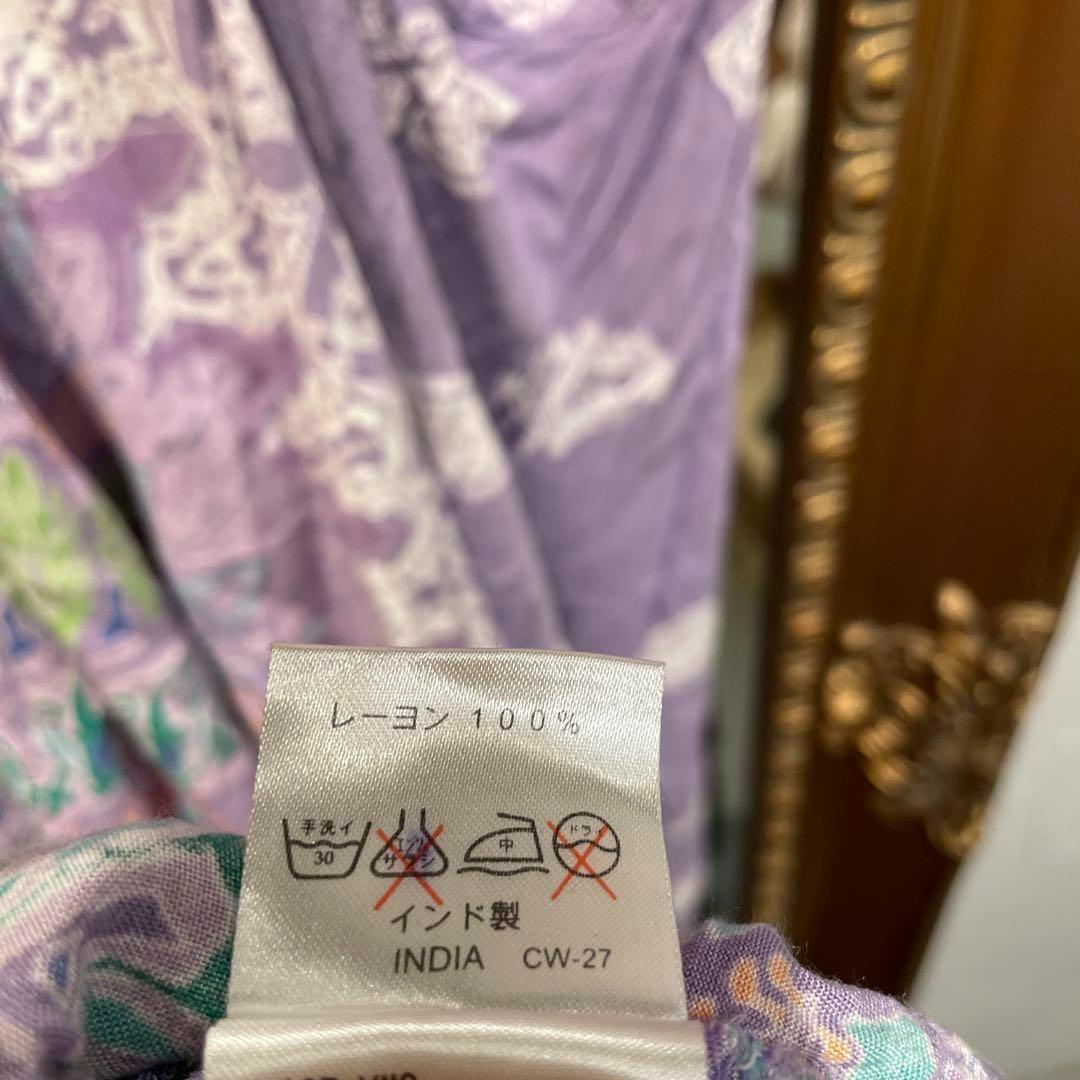 レーヨン 100%
手洗イ
30
エンソ
サラシ
中
ドライ
インド製
INDIA CW-27